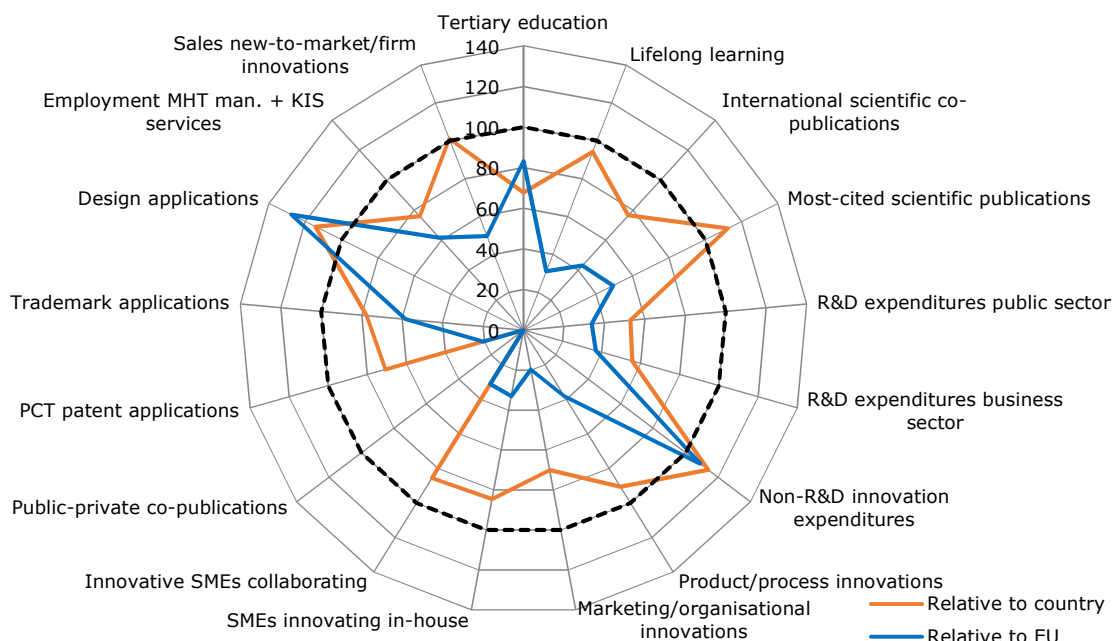 Tertiary education
Sales new-to-market/firm
innovations
140
Lifelong learning
120
Employment MHT man. + KIS
services
International scientific co-
publications
100
80
Design applications
Most-cited scientific publications
60
40
Trademark applications
R&D expenditures public sector
20
0
PCT patent applications
R&D expenditures business
sector
Public-private co-publications
Non-R&D innovation
expenditures
Innovative SMEs collaborating
Product/process innovations
SMEs innovating in-house
Marketing/organisational
innovations
Relative to country
Relative to EU